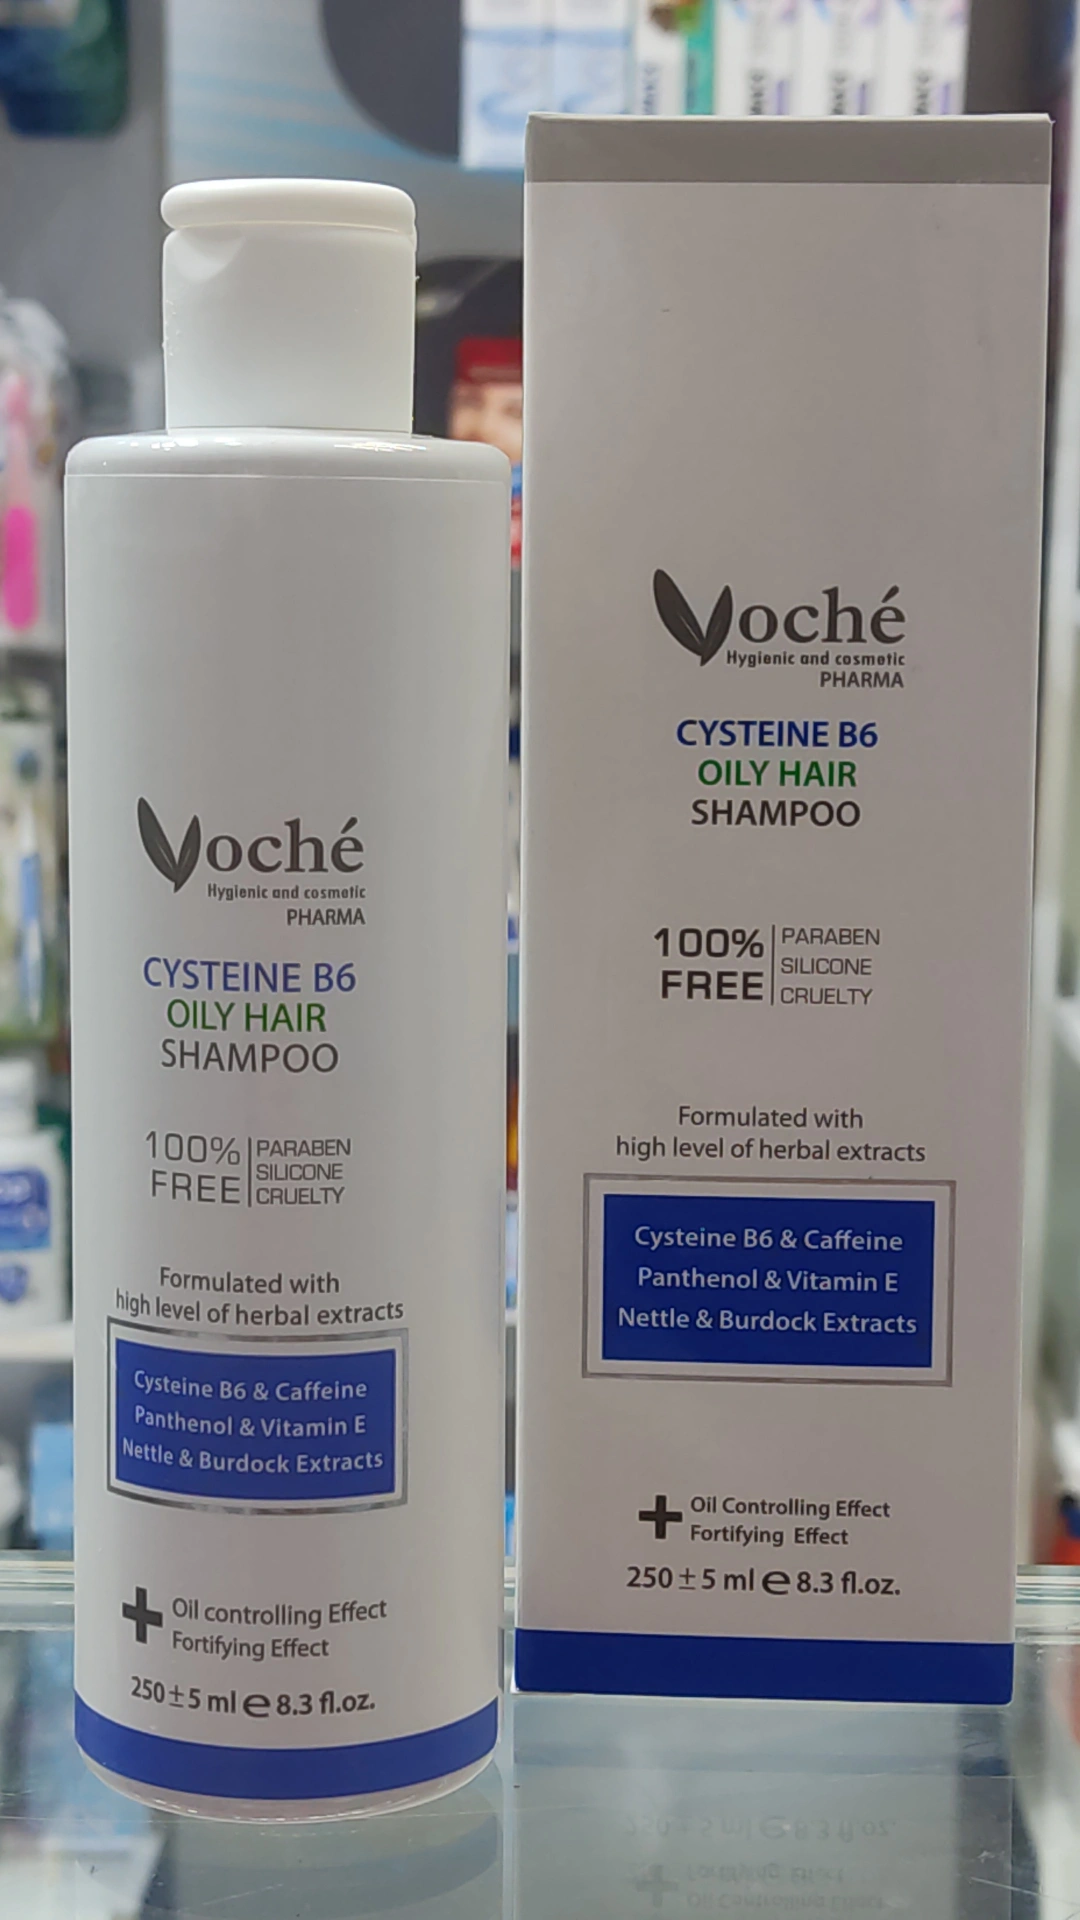 Voché
Hygienic and cosmetic
PHARMA
CYSTEINE B6
OILY HAIR
SHAMPOO
100%
FREE
PARABEN
SILICONE
CRUELTY
Formulated with
high level of herbal extracts
Cysteine B6 & Caffeine
Panthenol & Vitamin E
Nettle & Burdock Extracts
+ Oil controlling Effect
Fortifying Effect
250 ± 5 ml e 8.3 fl.oz.
Voché
Hygienic and cosmetic
PHARMA
CYSTEINE B6
OILY HAIR
SHAMPOO
100%
FREE
PARABEN
SILICONE
CRUELTY
Formulated with
high level of herbal extracts
Cysteine B6 & Caffeine
Panthenol & Vitamin E
Nettle & Burdock Extracts
+ Oil Controlling Effect
Fortifying Effect
250 ± 5 ml e 8.3 fl.oz.